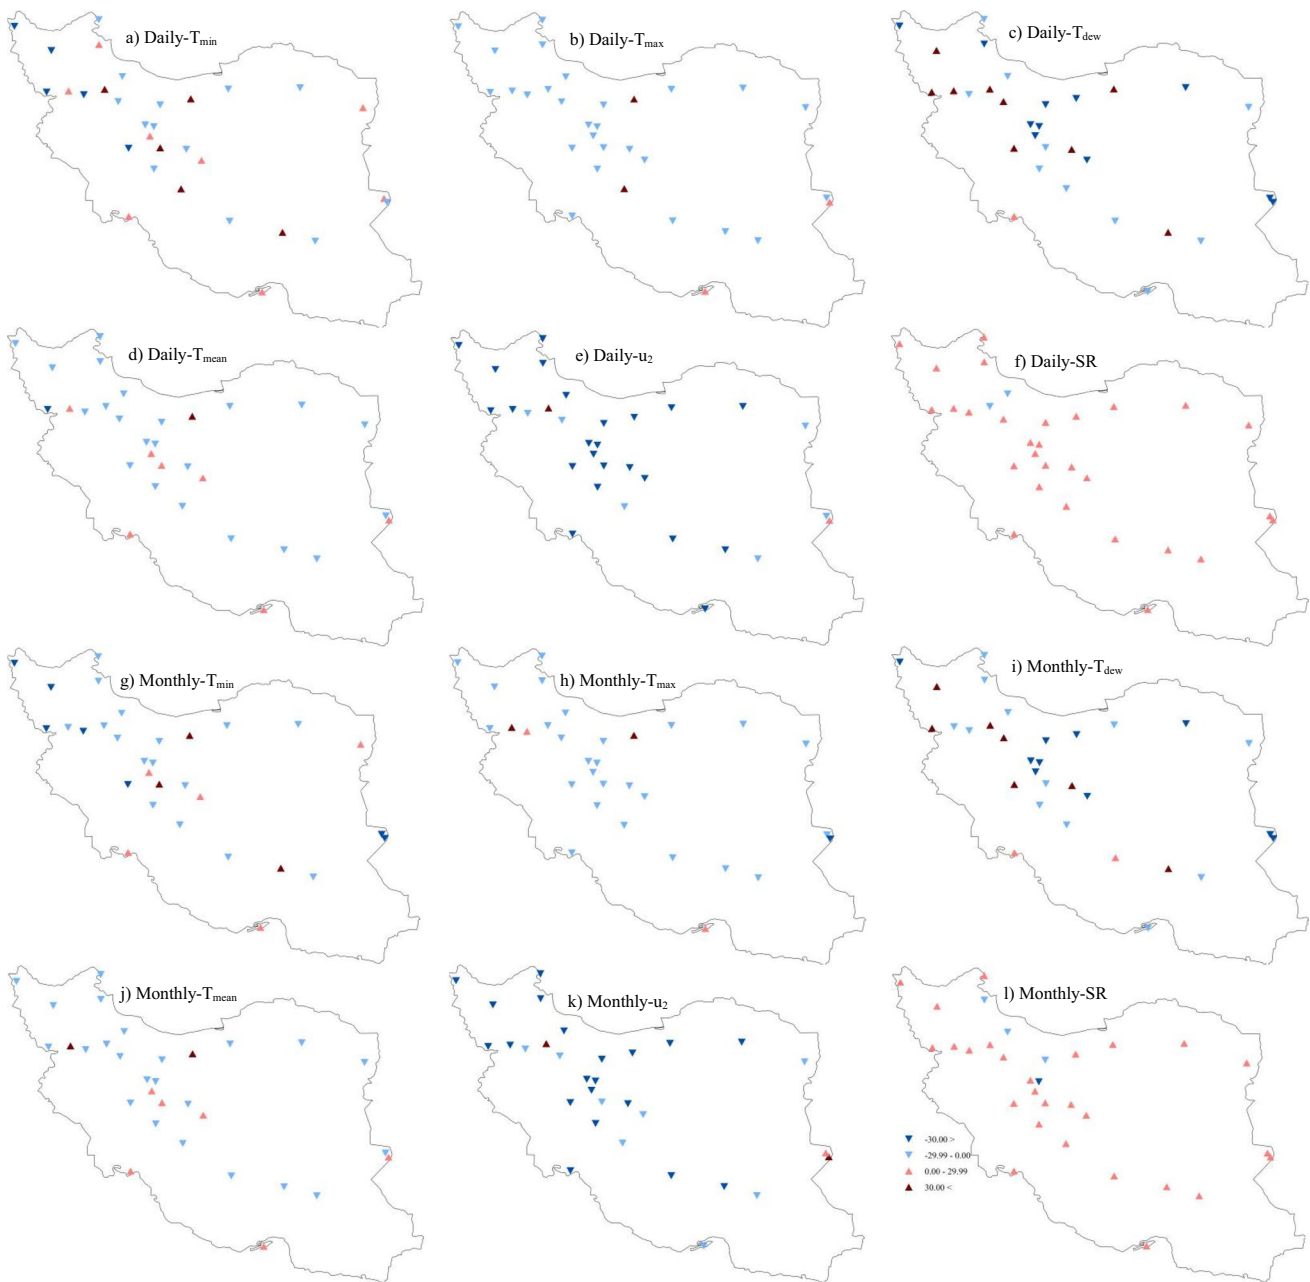 a) Daily-Tmin
b) Daily-Tmax
c) Daily-Tdew
d) Daily-Tmean
e) Daily-u2
f) Daily-SR
g) Monthly-Tmin
h) Monthly-Tmax
i) Monthly-Tdew
j) Monthly-Tmean
k) Monthly-u2
l) Monthly-SR
-30.00 >
-29.99 - 0.00
0.00 - 29.99
30.00 <